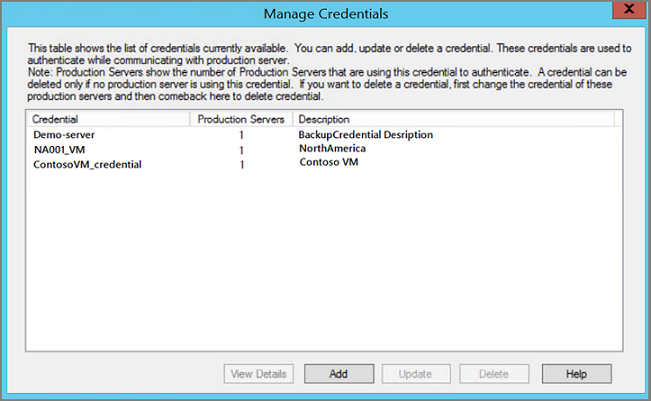 Manage Credentials
X
This table shows the list of credentials currently available. You can add, update or delete a credential. These credentials are used to
authenticate while communicating with production server.
Note: Production Servers show the number of Production Servers that are using this credential to authenticate. A credential can be
deleted only if no production server is using this credential. If you want to delete a credential, first change the credential of these
production servers and then comeback here to delete credential.
Credential Production Servers Description
Demo-server 1 BackupCredential Desription
NA001_VM 1 NorthAmerica
ContosoVM_credential 1 Contoso VM
View Details Add Update Delete Help